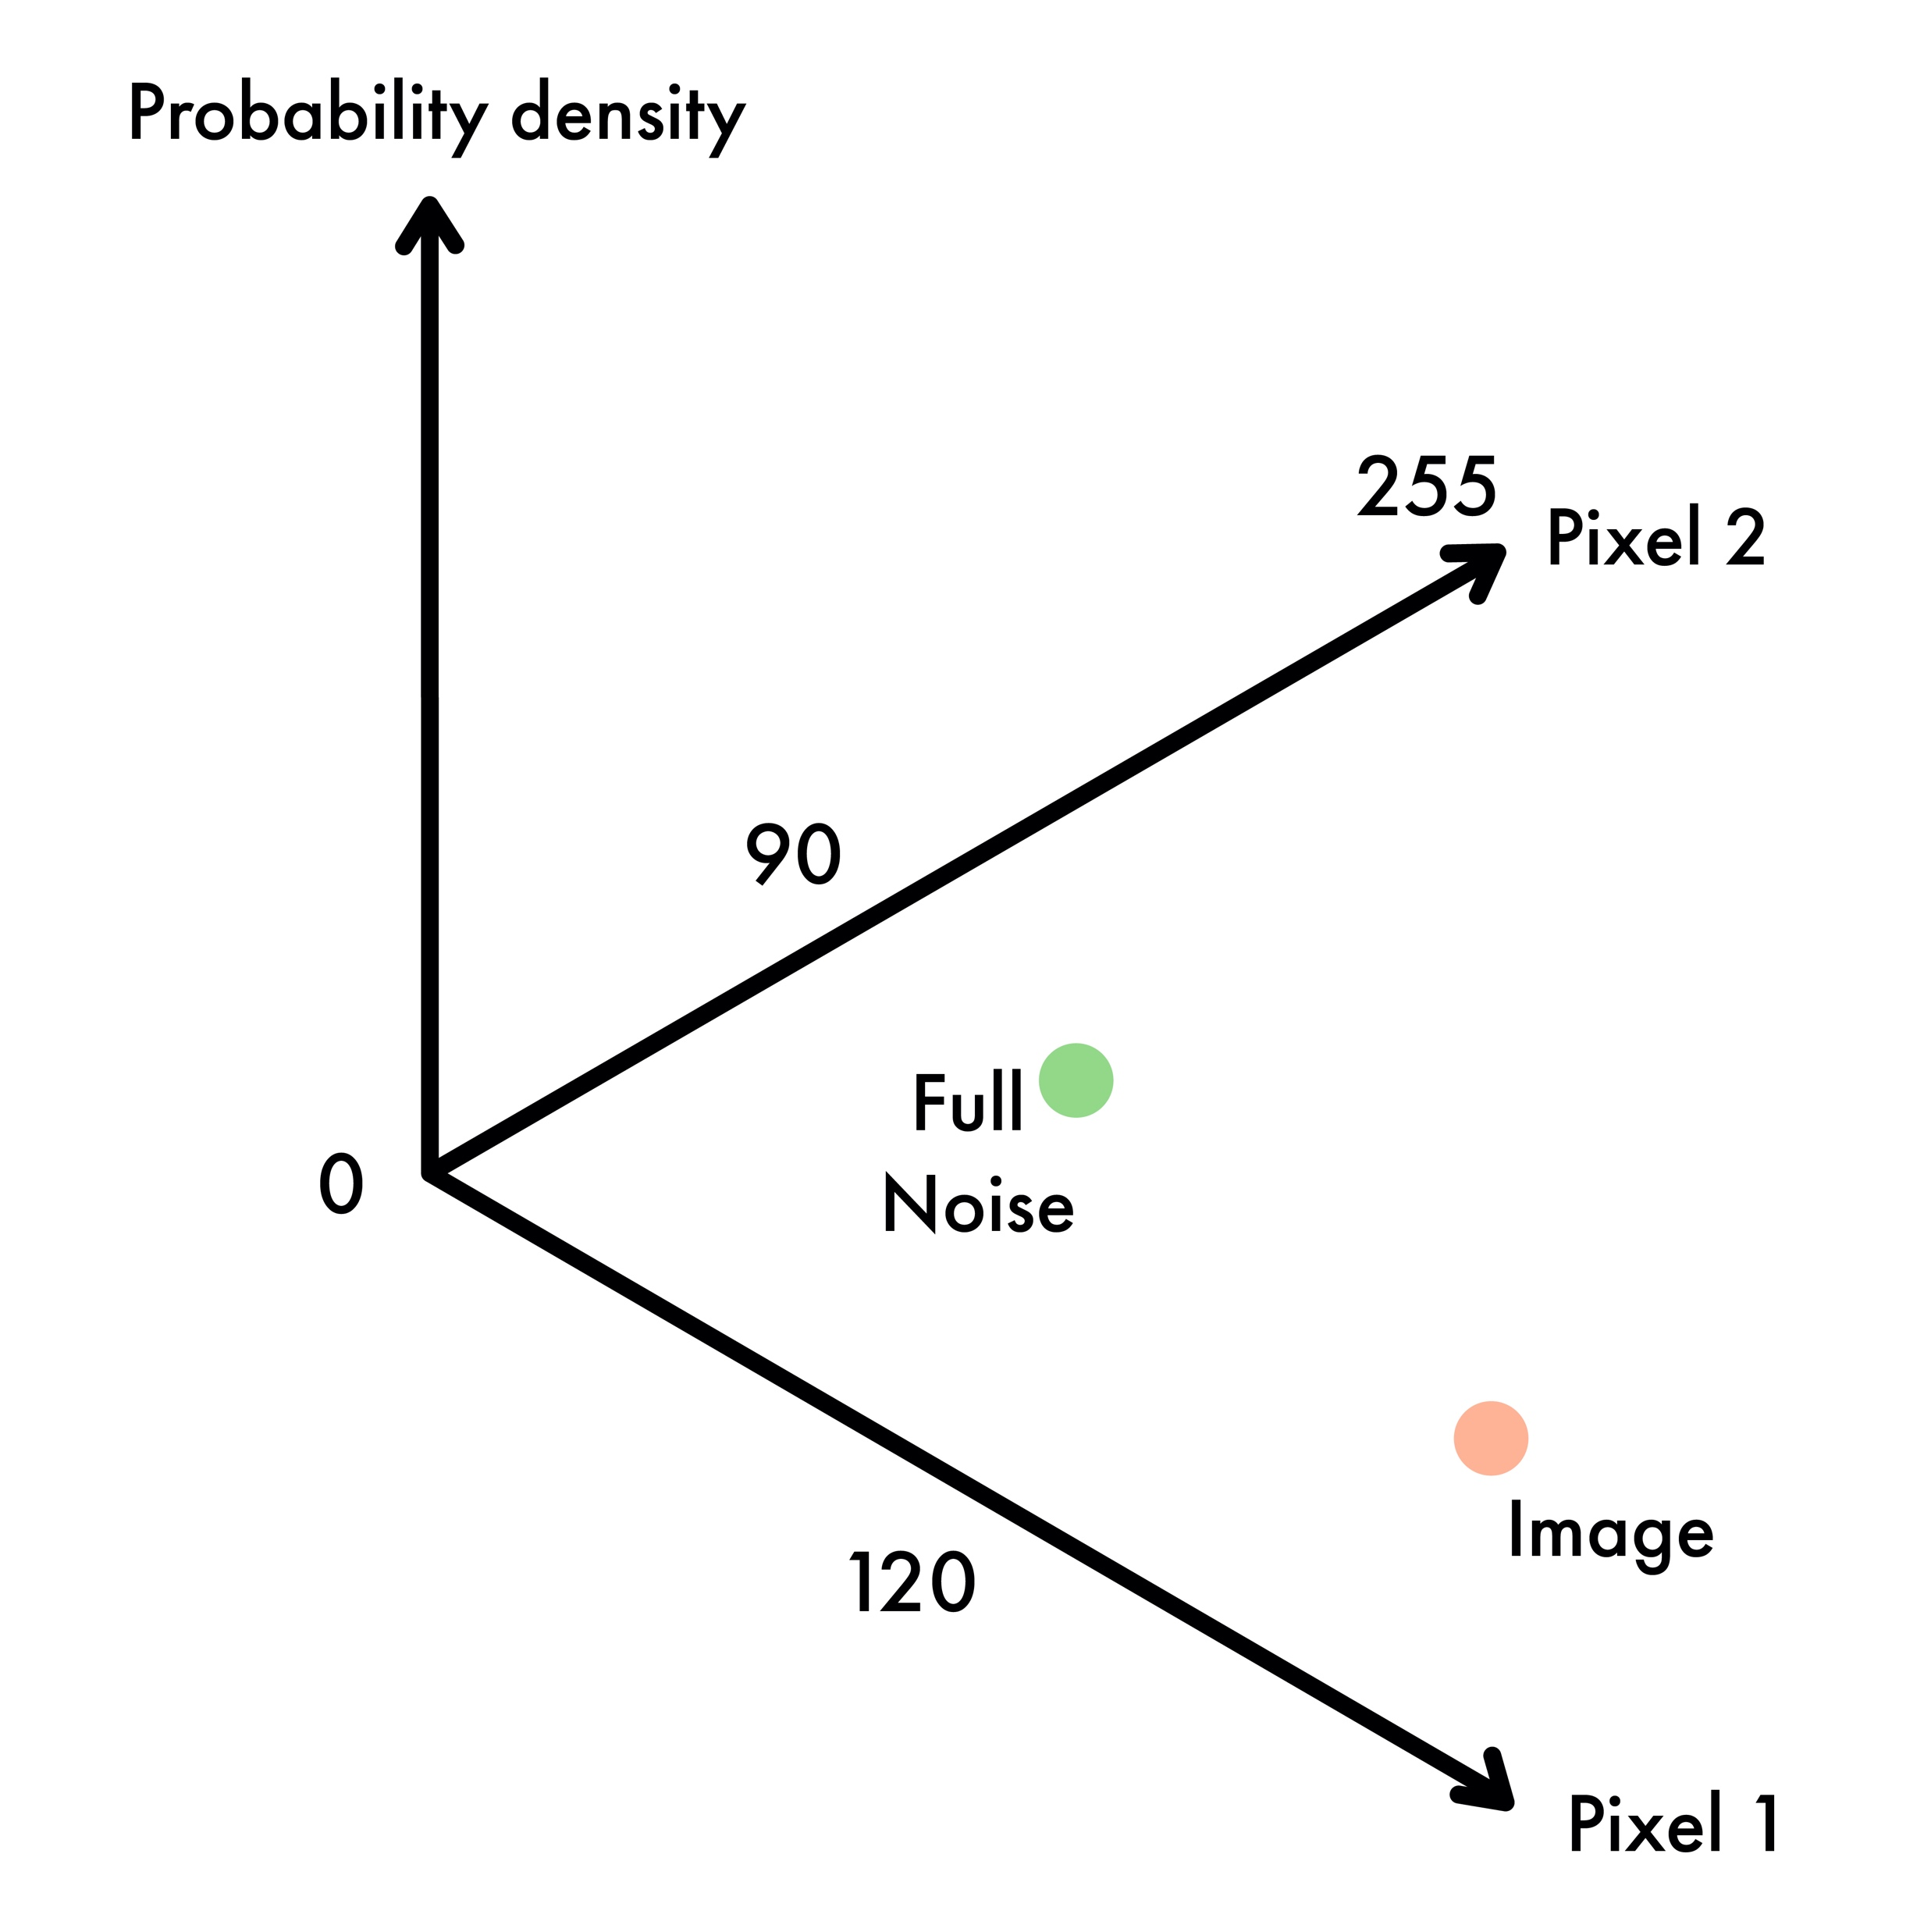 Probability density
255
Pixel 2
90
Full
Noise
0
Image
120
Pixel 1